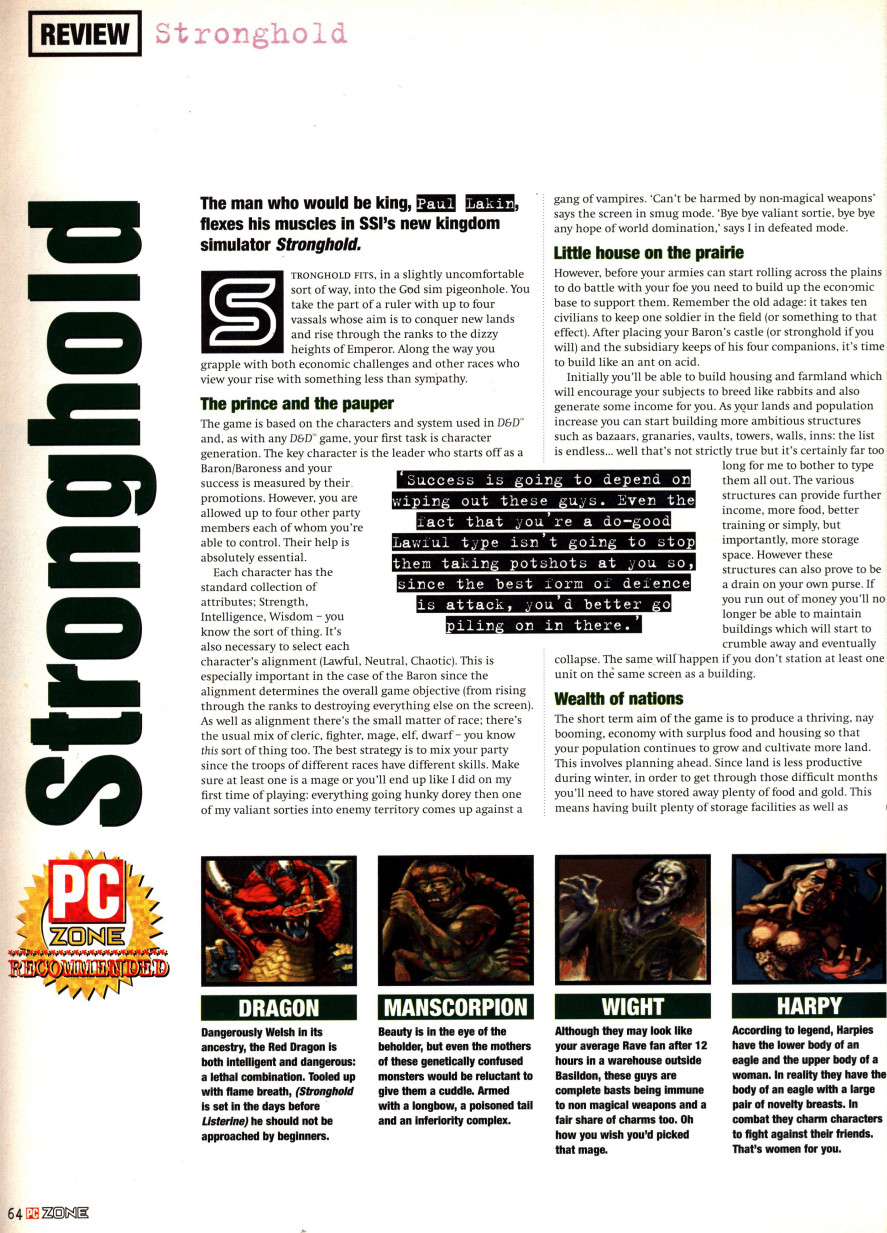 REVIEW Stronghold
Stronghold
The man who would be king, Paul Lakin,
flexes his muscles in SSI's new kingdom
simulator Stronghold.
STRONGHOLD FITS, in a slightly uncomfortable
sort of way, into the God sim pigeonhole. You
take the part of a ruler with up to four
vassals whose aim is to conquer new lands
and rise through the ranks to the dizzy
heights of Emperor. Along the way you
grapple with both economic challenges and other races who
view your rise with something less than sympathy.
The prince and the pauper
The game is based on the characters and system used in D&D™
and, as with any D&D™ game, your first task is character
generation. The key character is the leader who starts off as a
Baron/Baroness and your
success is measured by their
promotions. However, you are
allowed up to four other party
members each of whom you're
able to control. Their help is
absolutely essential.
Each character has the
standard collection of
attributes; Strength,
Intelligence, Wisdom – you
know the sort of thing. It's
also necessary to select each
character's alignment (Lawful, Neutral, Chaotic). This is
especially important in the case of the Baron since the
alignment determines the overall game objective (from rising
through the ranks to destroying everything else on the screen).
As well as alignment there's the small matter of race; there's
the usual mix of cleric, fighter, mage, elf, dwarf – you know
this sort of thing too. The best strategy is to mix your party
since the troops of different races have different skills. Make
sure at least one is a mage or you'll end up like I did on my
first time of playing: everything going hunky dorey then one
of my valiant sorties into enemy territory comes up against a
'Success is going to depend on
wiping out these guys. Even the
fact that you're a do-good
Lawful type isn't going to stop
them taking potshots at you so,
since the best form of defence
is attack, you'd better go
piling on in there.'
gang of vampires. 'Can't be harmed by non-magical weapons'
says the screen in smug mode. 'Bye bye valiant sortie, bye bye
any hope of world domination,' says I in defeated mode.
Little house on the prairie
However, before your armies can start rolling across the plains
to do battle with your foe you need to build up the economic
base to support them. Remember the old adage: it takes ten
civilians to keep one soldier in the field (or something to that
effect). After placing your Baron's castle (or stronghold if you
will) and the subsidiary keeps of his four companions, it's time
to build like an ant on acid.
Initially you'll be able to build housing and farmland which
will encourage your subjects to breed like rabbits and also
generate some income for you. As your lands and population
increase you can start building more ambitious structures
such as bazaars, granaries, vaults, towers, walls, inns: the list
is endless... well that's not strictly true but it's certainly far too
long for me to bother to type
them all out. The various
structures can provide further
income, more food, better
training or simply, but
importantly, more storage
space. However these
structures can also prove to be
a drain on your own purse. If
you run out of money you'll no
longer be able to maintain
buildings which will start to
crumble away and eventually
collapse. The same will happen if you don't station at least one
unit on the same screen as a building.
Wealth of nations
The short term aim of the game is to produce a thriving, nay
booming, economy with surplus food and housing so that
your population continues to grow and cultivate more land.
This involves planning ahead. Since land is less productive
during winter, in order to get through those difficult months
you'll need to have stored away plenty of food and gold. This
means having built plenty of storage facilities as well as
PC
ZONE
RECOMMENDED
DRAGON
Dangerously Welsh in its
ancestry, the Red Dragon is
both intelligent and dangerous:
a lethal combination. Tooled up
with flame breath, (Stronghold
is set in the days before
Listerine) he should not be
approached by beginners.
MANSCORPION
Beauty is in the eye of the
beholder, but even the mothers
of these genetically confused
monsters would be reluctant to
give them a cuddle. Armed
with a longbow, a poisoned tail
and an inferiority complex.
WIGHT
Although they may look like
your average Rave fan after 12
hours in a warehouse outside
Basildon, these guys are
complete basts being immune
to non magical weapons and a
fair share of charms too. Oh
how you wish you'd picked
that mage.
HARPY
According to legend, Harpies
have the lower body of an
eagle and the upper body of a
woman. In reality they have the
body of an eagle with a large
pair of novelty breasts. In
combat they charm characters
to fight against their friends.
That's women for you.
64 PC ZONE